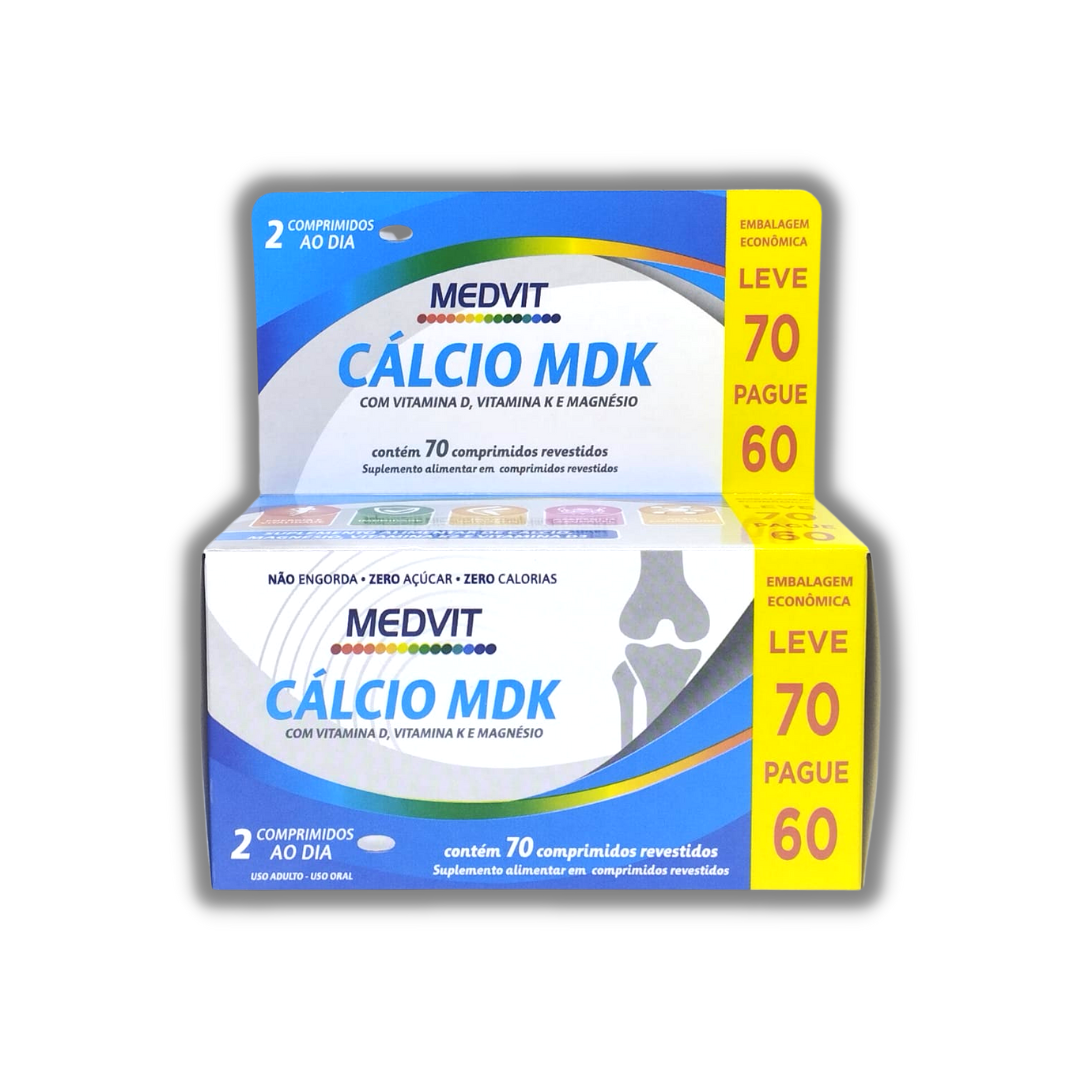 2 COMPRIMIDOS
AO DIA
MEDVIT
CÁLCIO MDK
COM VITAMINA D, VITAMINA K E MAGNÉSIO
contém 70 comprimidos revestidos
Suplemento alimentar em comprimidos revestidos
EMBALAGEM
ECONÔMICA
LEVE
70
PAGUE
60
LEVE
70
PAGUE
60
NÃO ENGORDA • ZERO AÇÚCAR • ZERO CALORIAS
MEDVIT
CÁLCIO MDK
COM VITAMINA D, VITAMINA K E MAGNÉSIO
2 COMPRIMIDOS
AO DIA
USO ADULTO - USO ORAL
contém 70 comprimidos revestidos
Suplemento alimentar em comprimidos revestidos
EMBALAGEM
ECONÔMICA
LEVE
70
PAGUE
60